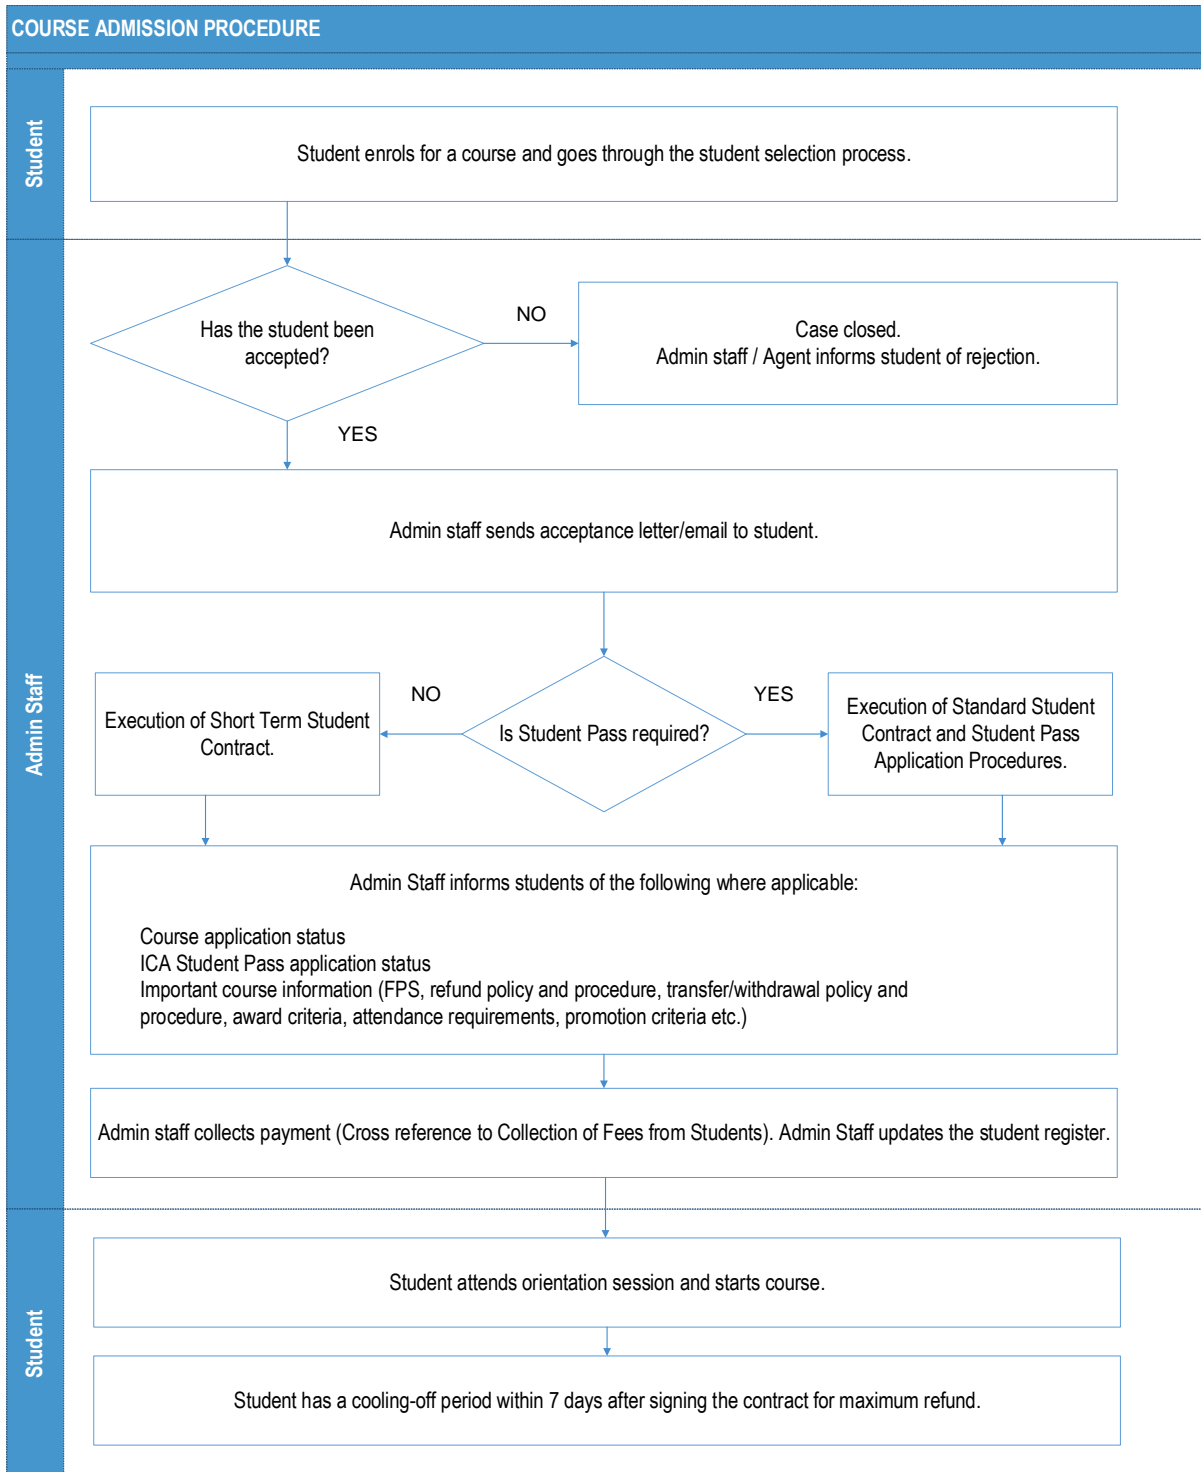 COURSE ADMISSION PROCEDURE
Student
Student enrols for a course and goes through the student selection process.
Admin Staff
Has the student been
accepted?
NO
Case closed.
Admin staff / Agent informs student of rejection.
YES
Admin staff sends acceptance letter/email to student.
Is Student Pass required?
NO
Execution of Short Term Student
Contract.
YES
Execution of Standard Student
Contract and Student Pass
Application Procedures.
Admin Staff informs students of the following where applicable:
Course application status
ICA Student Pass application status
Important course information (FPS, refund policy and procedure, transfer/withdrawal policy and
procedure, award criteria, attendance requirements, promotion criteria etc.)
Admin staff collects payment (Cross reference to Collection of Fees from Students). Admin Staff updates the student register.
Student
Student attends orientation session and starts course.
Student has a cooling-off period within 7 days after signing the contract for maximum refund.